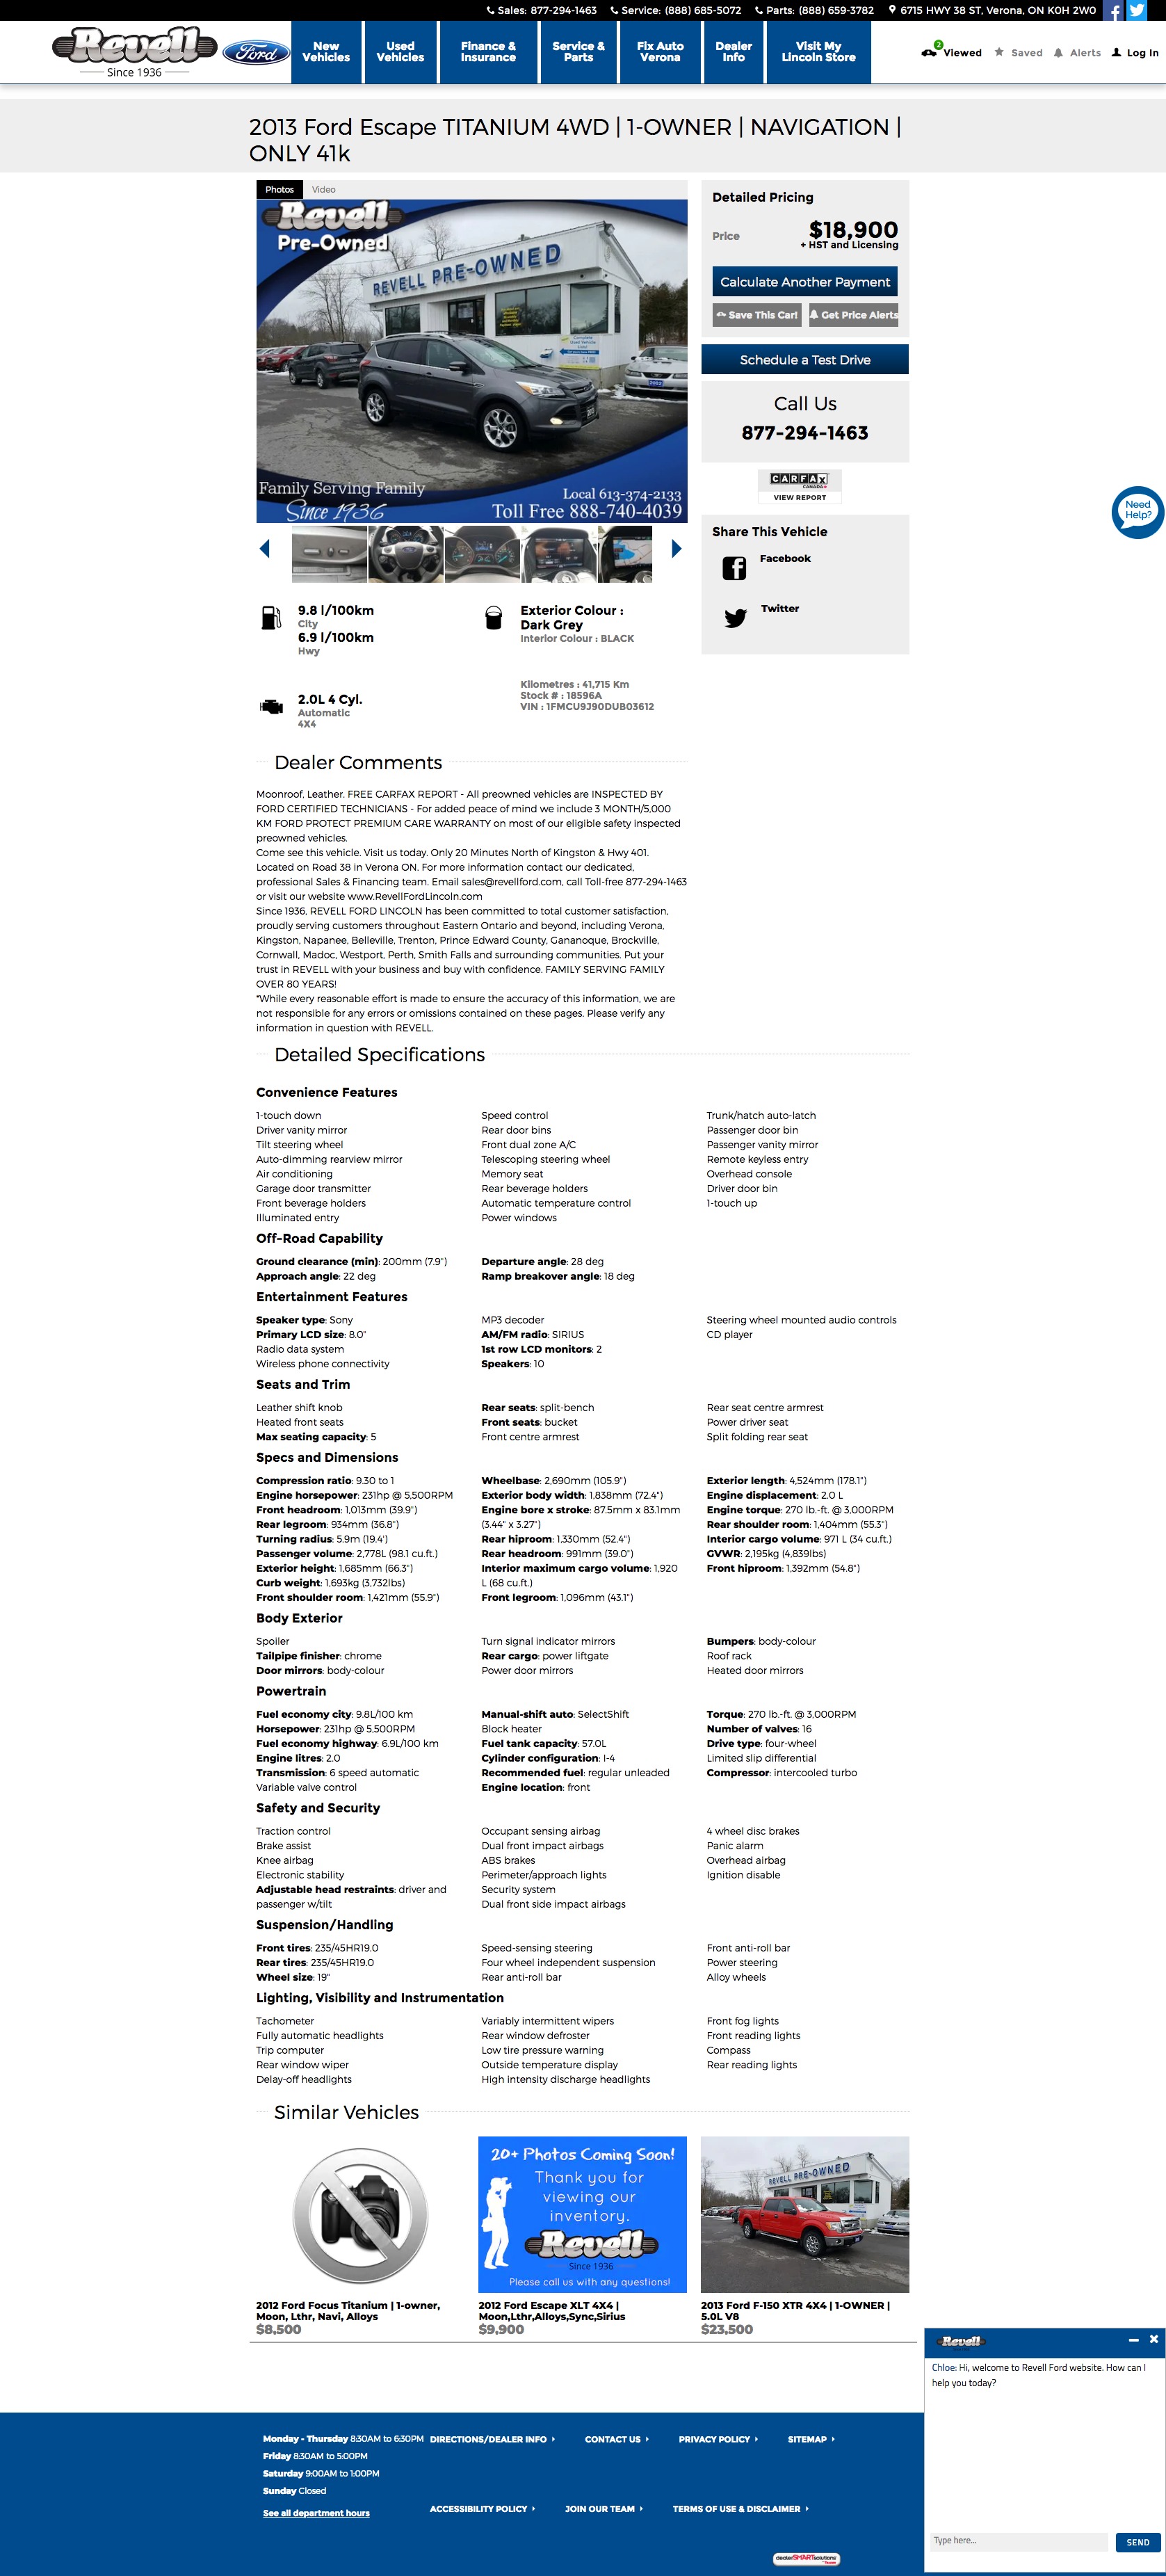 Sales: 877-294-1463 Service: (888) 685-5072 Parts: (888) 659-3782 6715 HWY 38 ST, Verona, ON K0H 2W0
Revell
Since 1936
Ford
New Vehicles
Used Vehicles
Finance & Insurance
Service & Parts
Fix Auto Verona
Dealer Info
Visit My Lincoln Store
2 Viewed Saved Alerts Log In
2013 Ford Escape TITANIUM 4WD | 1-OWNER | NAVIGATION |
ONLY 41k
Photos Video
Revell
Pre-Owned
REVELL PRE-OWNED
Family Serving Family
Since 1936
Local 613-374-2133
Toll Free 888-740-4039
Detailed Pricing
Price $18,900
+ HST and Licensing
Calculate Another Payment
Save This Car! Get Price Alerts
Schedule a Test Drive
Call Us
877-294-1463
CARFAX
CANADA
VIEW REPORT
Share This Vehicle
Facebook
Twitter
Need
Help?
9.8 l/100km
City
6.9 l/100km
Hwy
Exterior Colour :
Dark Grey
Interior Colour : BLACK
2.0L 4 Cyl.
Automatic
4X4
Kilometres : 41,715 Km
Stock # : 18596A
VIN : 1FMCU9J90DUB03612
Dealer Comments
Moonroof, Leather. FREE CARFAX REPORT - All preowned vehicles are INSPECTED BY
FORD CERTIFIED TECHNICIANS - For added peace of mind we include 3 MONTH/5,000
KM FORD PROTECT PREMIUM CARE WARRANTY on most of our eligible safety inspected
preowned vehicles.
Come see this vehicle. Visit us today. Only 20 Minutes North of Kingston & Hwy 401.
Located on Road 38 in Verona ON. For more information contact our dedicated,
professional Sales & Financing team. Email sales@revellford.com, call Toll-free 877-294-1463
or visit our website www.RevellFordLincoln.com
Since 1936, REVELL FORD LINCOLN has been committed to total customer satisfaction,
proudly serving customers throughout Eastern Ontario and beyond, including Verona,
Kingston, Napanee, Belleville, Trenton, Prince Edward County, Gananoque, Brockville,
Cornwall, Madoc, Westport, Perth, Smith Falls and surrounding communities. Put your
trust in REVELL with your business and buy with confidence. FAMILY SERVING FAMILY
OVER 80 YEARS!
*While every reasonable effort is made to ensure the accuracy of this information, we are
not responsible for any errors or omissions contained on these pages. Please verify any
information in question with REVELL.
Detailed Specifications
Convenience Features
1-touch down Speed control Trunk/hatch auto-latch
Driver vanity mirror Rear door bins Passenger door bin
Tilt steering wheel Front dual zone A/C Passenger vanity mirror
Auto-dimming rearview mirror Telescoping steering wheel Remote keyless entry
Air conditioning Memory seat Overhead console
Garage door transmitter Rear beverage holders Driver door bin
Front beverage holders Automatic temperature control 1-touch up
Illuminated entry Power windows
Off-Road Capability
Ground clearance (min): 200mm (7.9") Departure angle: 28 deg
Approach angle: 22 deg Ramp breakover angle: 18 deg
Entertainment Features
Speaker type: Sony MP3 decoder Steering wheel mounted audio controls
Primary LCD size: 8.0" AM/FM radio: SIRIUS CD player
Radio data system 1st row LCD monitors: 2
Wireless phone connectivity Speakers: 10
Seats and Trim
Leather shift knob Rear seats: split-bench Rear seat centre armrest
Heated front seats Front seats: bucket Power driver seat
Max seating capacity: 5 Front centre armrest Split folding rear seat
Specs and Dimensions
Compression ratio: 9.30 to 1 Wheelbase: 2,690mm (105.9") Exterior length: 4,524mm (178.1")
Engine horsepower: 231hp @ 5,500RPM Exterior body width: 1,838mm (72.4") Engine displacement: 2.0 L
Front headroom: 1,013mm (39.9") Engine bore x stroke: 87.5mm x 83.1mm Engine torque: 270 lb.-ft. @ 3,000RPM
Rear legroom: 934mm (36.8") (3.44" x 3.27") Rear shoulder room: 1,404mm (55.3")
Turning radius: 5.9m (19.4') Rear hiproom: 1,330mm (52.4") Interior cargo volume: 971 L (34 cu.ft.)
Passenger volume: 2,778L (98.1 cu.ft.) Rear headroom: 991mm (39.0") GVWR: 2,195kg (4,839lbs)
Exterior height: 1,685mm (66.3") Interior maximum cargo volume: 1,920 Front hiproom: 1,392mm (54.8")
Curb weight: 1,693kg (3,732lbs) L (68 cu.ft.)
Front shoulder room: 1,421mm (55.9") Front legroom: 1,096mm (43.1")
Body Exterior
Spoiler Turn signal indicator mirrors Bumpers: body-colour
Tailpipe finisher: chrome Rear cargo: power liftgate Roof rack
Door mirrors: body-colour Power door mirrors Heated door mirrors
Powertrain
Fuel economy city: 9.8L/100 km Manual-shift auto: SelectShift Torque: 270 lb.-ft. @ 3,000RPM
Horsepower: 231hp @ 5,500RPM Block heater Number of valves: 16
Fuel economy highway: 6.9L/100 km Fuel tank capacity: 57.0L Drive type: four-wheel
Engine litres: 2.0 Cylinder configuration: I-4 Limited slip differential
Transmission: 6 speed automatic Recommended fuel: regular unleaded Compressor: intercooled turbo
Variable valve control Engine location: front
Safety and Security
Traction control Occupant sensing airbag 4 wheel disc brakes
Brake assist Dual front impact airbags Panic alarm
Knee airbag ABS brakes Overhead airbag
Electronic stability Perimeter/approach lights Ignition disable
Adjustable head restraints: driver and Security system
passenger w/tilt Dual front side impact airbags
Suspension/Handling
Front tires: 235/45HR19.0 Speed-sensing steering Front anti-roll bar
Rear tires: 235/45HR19.0 Four wheel independent suspension Power steering
Wheel size: 19" Rear anti-roll bar Alloy wheels
Lighting, Visibility and Instrumentation
Tachometer Variably intermittent wipers Front fog lights
Fully automatic headlights Rear window defroster Front reading lights
Trip computer Low tire pressure warning Compass
Rear window wiper Outside temperature display Rear reading lights
Delay-off headlights High intensity discharge headlights
Similar Vehicles
20+ Photos Coming Soon!
Thank you for
viewing our
inventory.
Revell
Since 1936
Please call us with any questions!
REVELL PRE-OWNED
2012 Ford Focus Titanium | 1-owner,
Moon, Lthr, Navi, Alloys
$8,500
2012 Ford Escape XLT 4X4 |
Moon,Lthr,Alloys,Sync,Sirius
$9,900
2013 Ford F-150 XTR 4X4 | 1-OWNER |
5.0L V8
$23,500
Revell
Chloe: Hi, welcome to Revell Ford website. How can I
help you today?
Type here...
SEND
Monday - Thursday 8:30AM to 6:30PM
Friday 8:30AM to 5:00PM
Saturday 9:00AM to 1:00PM
Sunday Closed
See all department hours
DIRECTIONS/DEALER INFO CONTACT US PRIVACY POLICY SITEMAP
ACCESSIBILITY POLICY JOIN OUR TEAM TERMS OF USE & DISCLAIMER